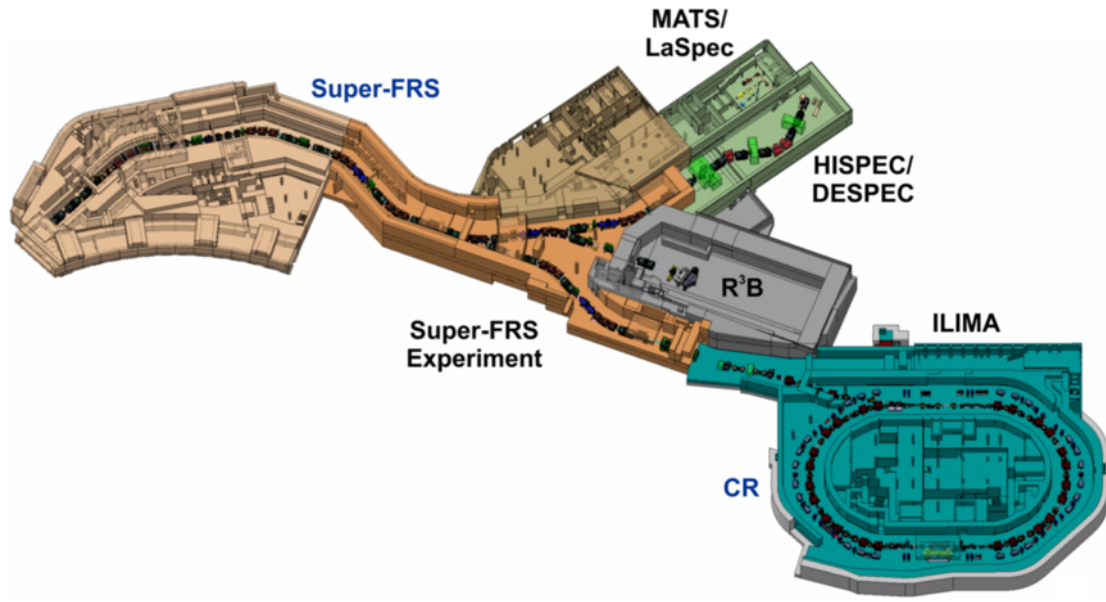 MATS/
LaSpec
Super-FRS
HISPEC/
DESPEC
R³B
Super-FRS
Experiment
ILIMA
CR